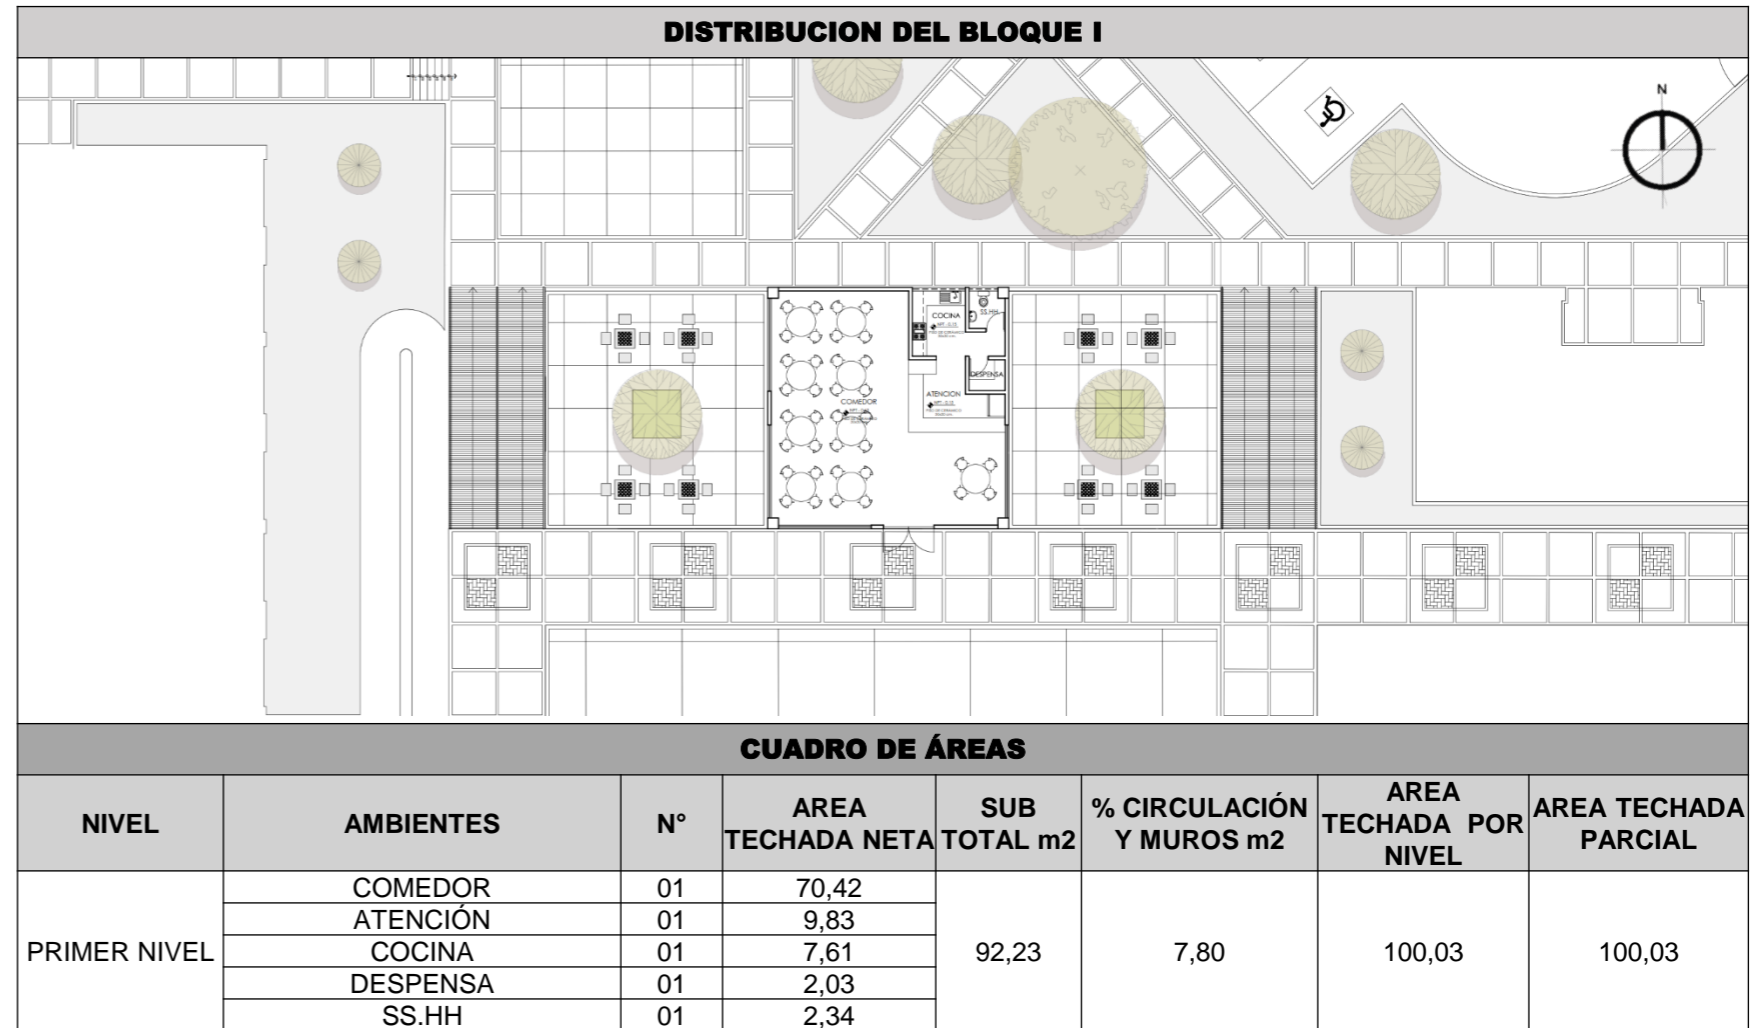 DISTRIBUCION DEL BLOQUE I
N
COCINA
SS.HH
DESPENSA
ATENCION
COMEDOR
CUADRO DE ÁREAS
NIVEL AMBIENTES N° AREA TECHADA NETA SUB TOTAL m2 % CIRCULACIÓN Y MUROS m2 AREA TECHADA POR NIVEL AREA TECHADA PARCIAL
PRIMER NIVEL
COMEDOR 01 70,42
ATENCIÓN 01 9,83
COCINA 01 7,61
DESPENSA 01 2,03
SS.HH 01 2,34
92,23 7,80 100,03 100,03